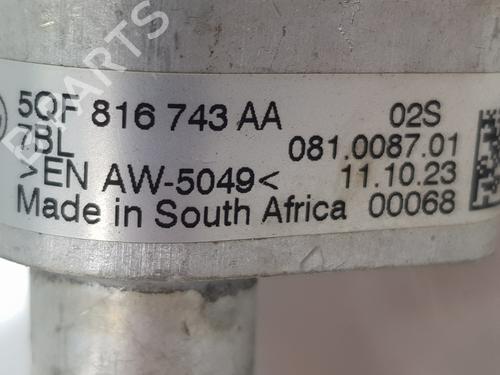 PARTS
5QF 816 743 AA 02S
7BL 081.0087.01
>EN AW-5049< 11.10.23
Made in South Africa 00068